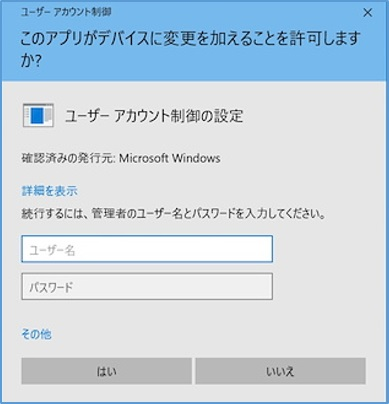 ユーザー アカウント制御
このアプリがデバイスに変更を加えることを許可します
か?
ユーザー アカウント制御の設定
確認済みの発行元: Microsoft Windows
詳細を表示
続行するには、管理者のユーザー名とパスワードを入力してください。
ユーザー名
パスワード
その他
はい
いいえ